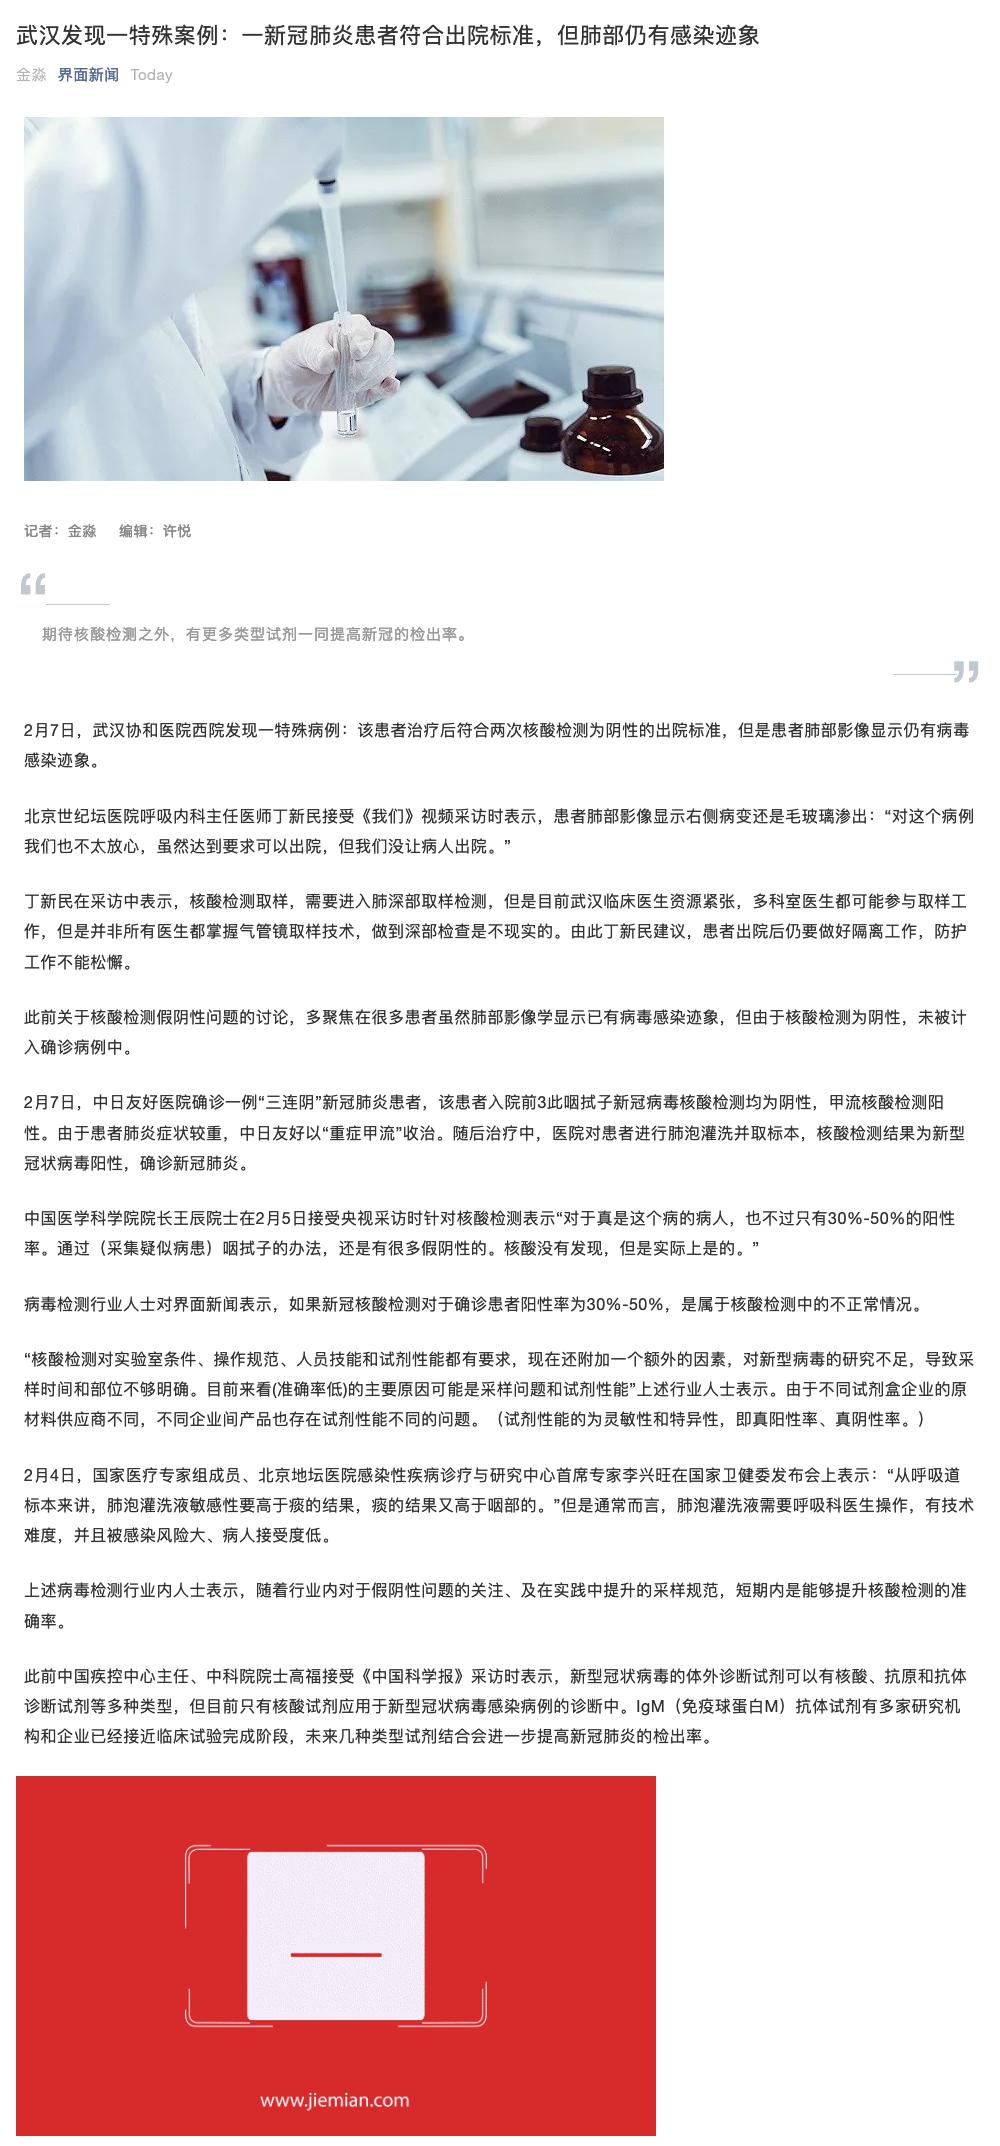 武汉发现一特殊案例：一新冠肺炎患者符合出院标准，但肺部仍有感染迹象
金淼 界面新闻 Today
记者：金淼 编辑：许悦
“
期待核酸检测之外，有更多类型试剂一同提高新冠的检出率。
”
2月7日，武汉协和医院西院发现一特殊病例：该患者治疗后符合两次核酸检测为阴性的出院标准，但是患者肺部影像显示仍有病毒
感染迹象。
北京世纪坛医院呼吸内科主任医师丁新民接受《我们》视频采访时表示，患者肺部影像显示右侧病变还是毛玻璃渗出：“对这个病例
我们也不太放心，虽然达到要求可以出院，但我们没让病人出院。”
丁新民在采访中表示，核酸检测取样，需要进入肺深部取样检测，但是目前武汉临床医生资源紧张，多科室医生都可能参与取样工
作，但是并非所有医生都掌握气管镜取样技术，做到深部检查是不现实的。由此丁新民建议，患者出院后仍要做好隔离工作，防护
工作不能松懈。
此前关于核酸检测假阴性问题的讨论，多聚焦在很多患者虽然肺部影像学显示已有病毒感染迹象，但由于核酸检测为阴性，未被计
入确诊病例中。
2月7日，中日友好医院确诊一例“三连阴”新冠肺炎患者，该患者入院前3此咽拭子新冠病毒核酸检测均为阴性，甲流核酸检测阳
性。由于患者肺炎症状较重，中日友好以“重症甲流”收治。随后治疗中，医院对患者进行肺泡灌洗并取标本，核酸检测结果为新型
冠状病毒阳性，确诊新冠肺炎。
中国医学科学院院长王辰院士在2月5日接受央视采访时针对核酸检测表示“对于真是这个病的病人，也不过只有30%-50%的阳性
率。通过（采集疑似病患）咽拭子的办法，还是有很多假阴性的。核酸没有发现，但是实际上是的。”
病毒检测行业人士对界面新闻表示，如果新冠核酸检测对于确诊患者阳性率为30%-50%，是属于核酸检测中的不正常情况。
“核酸检测对实验室条件、操作规范、人员技能和试剂性能都有要求，现在还附加一个额外的因素，对新型病毒的研究不足，导致采
样时间和部位不够明确。目前来看(准确率低)的主要原因可能是采样问题和试剂性能”上述行业人士表示。由于不同试剂盒企业的原
材料供应商不同，不同企业间产品也存在试剂性能不同的问题。（试剂性能的为灵敏性和特异性，即真阳性率、真阴性率。）
2月4日，国家医疗专家组成员、北京地坛医院感染性疾病诊疗与研究中心首席专家李兴旺在国家卫健委发布会上表示：“从呼吸道
标本来讲，肺泡灌洗液敏感性要高于痰的结果，痰的结果又高于咽部的。”但是通常而言，肺泡灌洗液需要呼吸科医生操作，有技术
难度，并且被感染风险大、病人接受度低。
上述病毒检测行业内人士表示，随着行业内对于假阴性问题的关注、及在实践中提升的采样规范，短期内是能够提升核酸检测的准
确率。
此前中国疾控中心主任、中科院院士高福接受《中国科学报》采访时表示，新型冠状病毒的体外诊断试剂可以有核酸、抗原和抗体
诊断试剂等多种类型，但目前只有核酸试剂应用于新型冠状病毒感染病例的诊断中。IgM（免疫球蛋白M）抗体试剂有多家研究机
构和企业已经接近临床试验完成阶段，未来几种类型试剂结合会进一步提高新冠肺炎的检出率。
www.jiemian.com